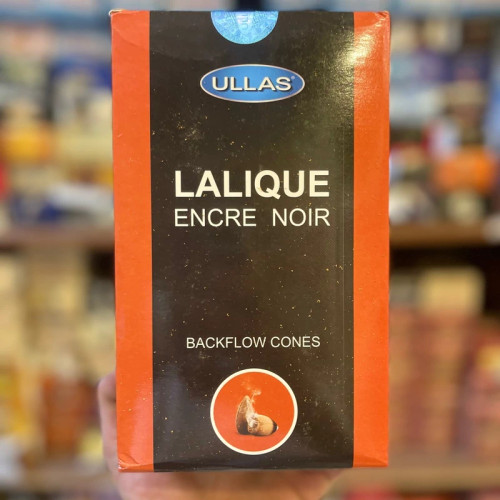 ULLAS®
LALIQUE
ENCRE NOIR
BACKFLOW CONES